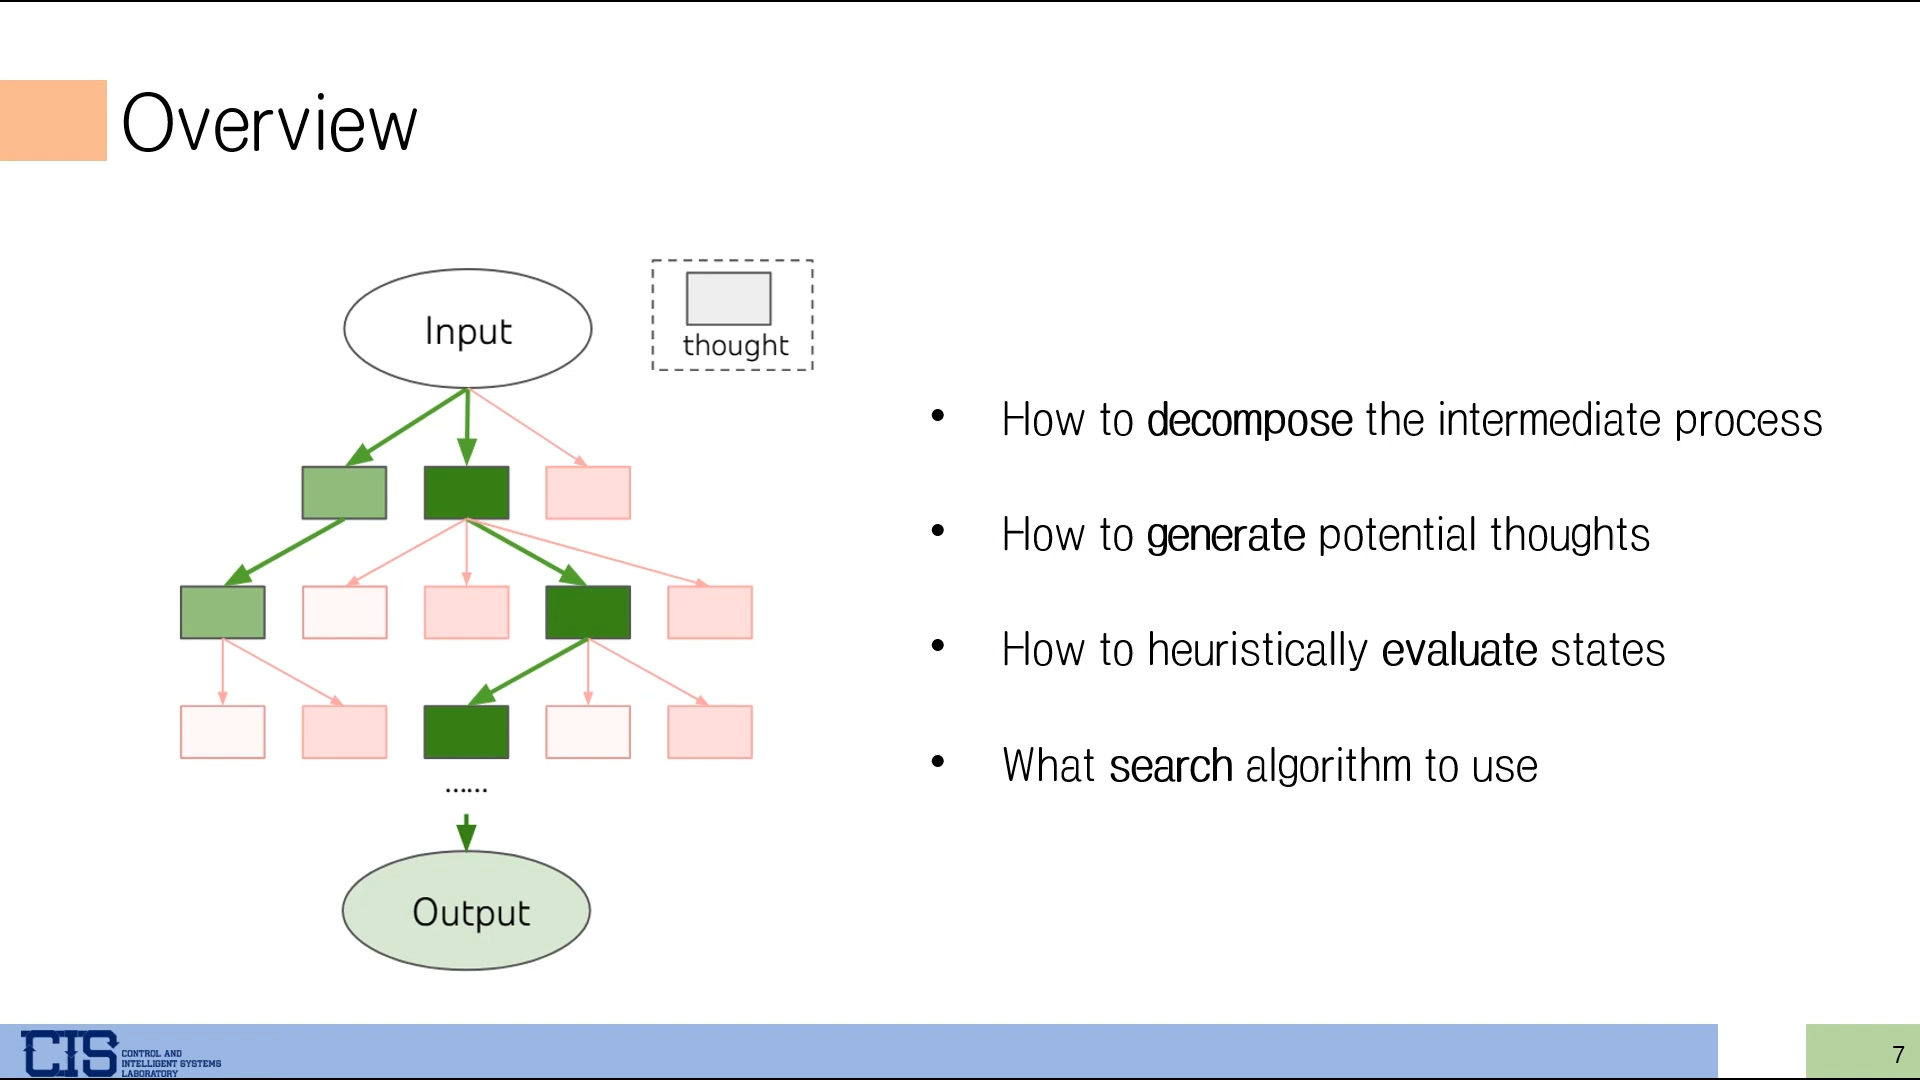 Overview
Input
thought
• How to decompose the intermediate process
• How to generate potential thoughts
• How to heuristically evaluate states
• What search algorithm to use
......
Output
CIS
CONTROL AND
INTELLIGENT SYSTEMS
LABORATORY
7